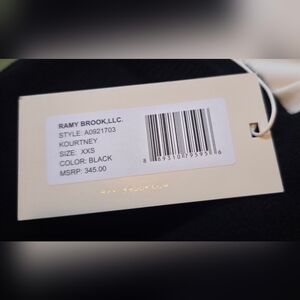 RAMY BROOK,LLC.
STYLE: A0921703
KOURTNEY
SIZE: XXS
COLOR: BLACK
MSRP: 345.00